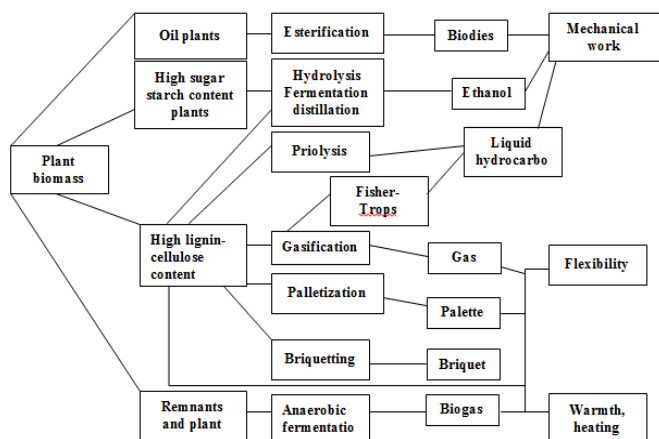 Oil plants
Esterification
Biodies
Mechanical
work
High sugar
starch content
plants
Hydrolysis
Fermentation
distillation
Ethanol
Priolysis
Liquid
hydrocarbo
Plant
biomass
Fisher-
Trops
High lignin-
cellulose
content
Gasification
Gas
Flexibility
Palletization
Palette
Briquetting
Briquet
Remnants
and plant
Anaerobic
fermentatio
Biogas
Warmth,
heating